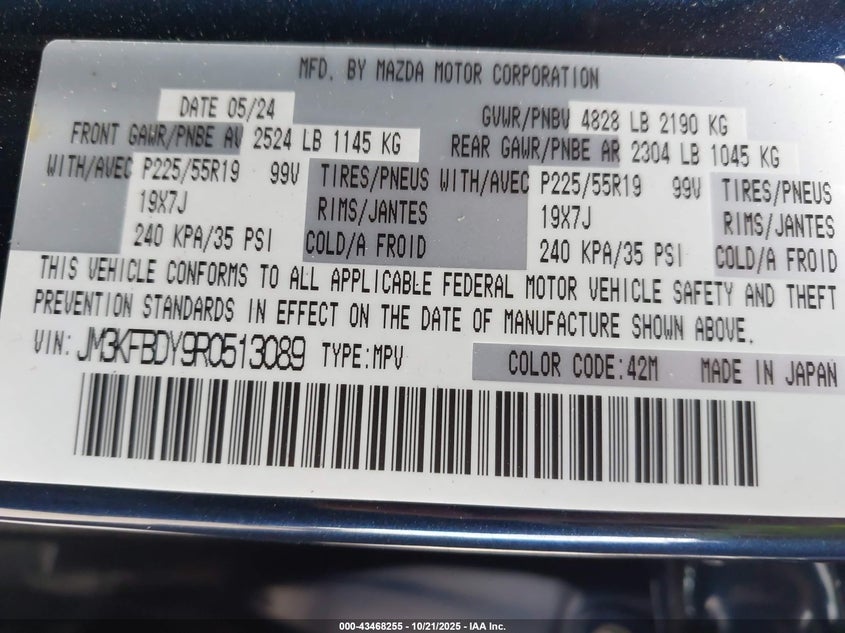 MFD. BY MAZDA MOTOR CORPORATION
DATE 05/24 GVWR/PNBV 4828 LB 2190 KG
FRONT GAWR/PNBE AV 2524 LB 1145 KG REAR GAWR/PNBE AR 2304 LB 1045 KG
WITH/AVEC P225/55R19 99V TIRES/PNEUS WITH/AVEC P225/55R19 99V TIRES/PNEUS
19X7J RIMS/JANTES 19X7J RIMS/JANTES
240 KPA/35 PSI COLD/A FROID 240 KPA/35 PSI COLD/A FROID
THIS VEHICLE CONFORMS TO ALL APPLICABLE FEDERAL MOTOR VEHICLE SAFETY AND THEFT
PREVENTION STANDARDS IN EFFECT ON THE DATE OF MANUFACTURE SHOWN ABOVE.
VIN: JM3KFBDY9R0513089 TYPE:MPV COLOR CODE:42M MADE IN JAPAN
000-43468255 - 10/21/2025 - IAA Inc.